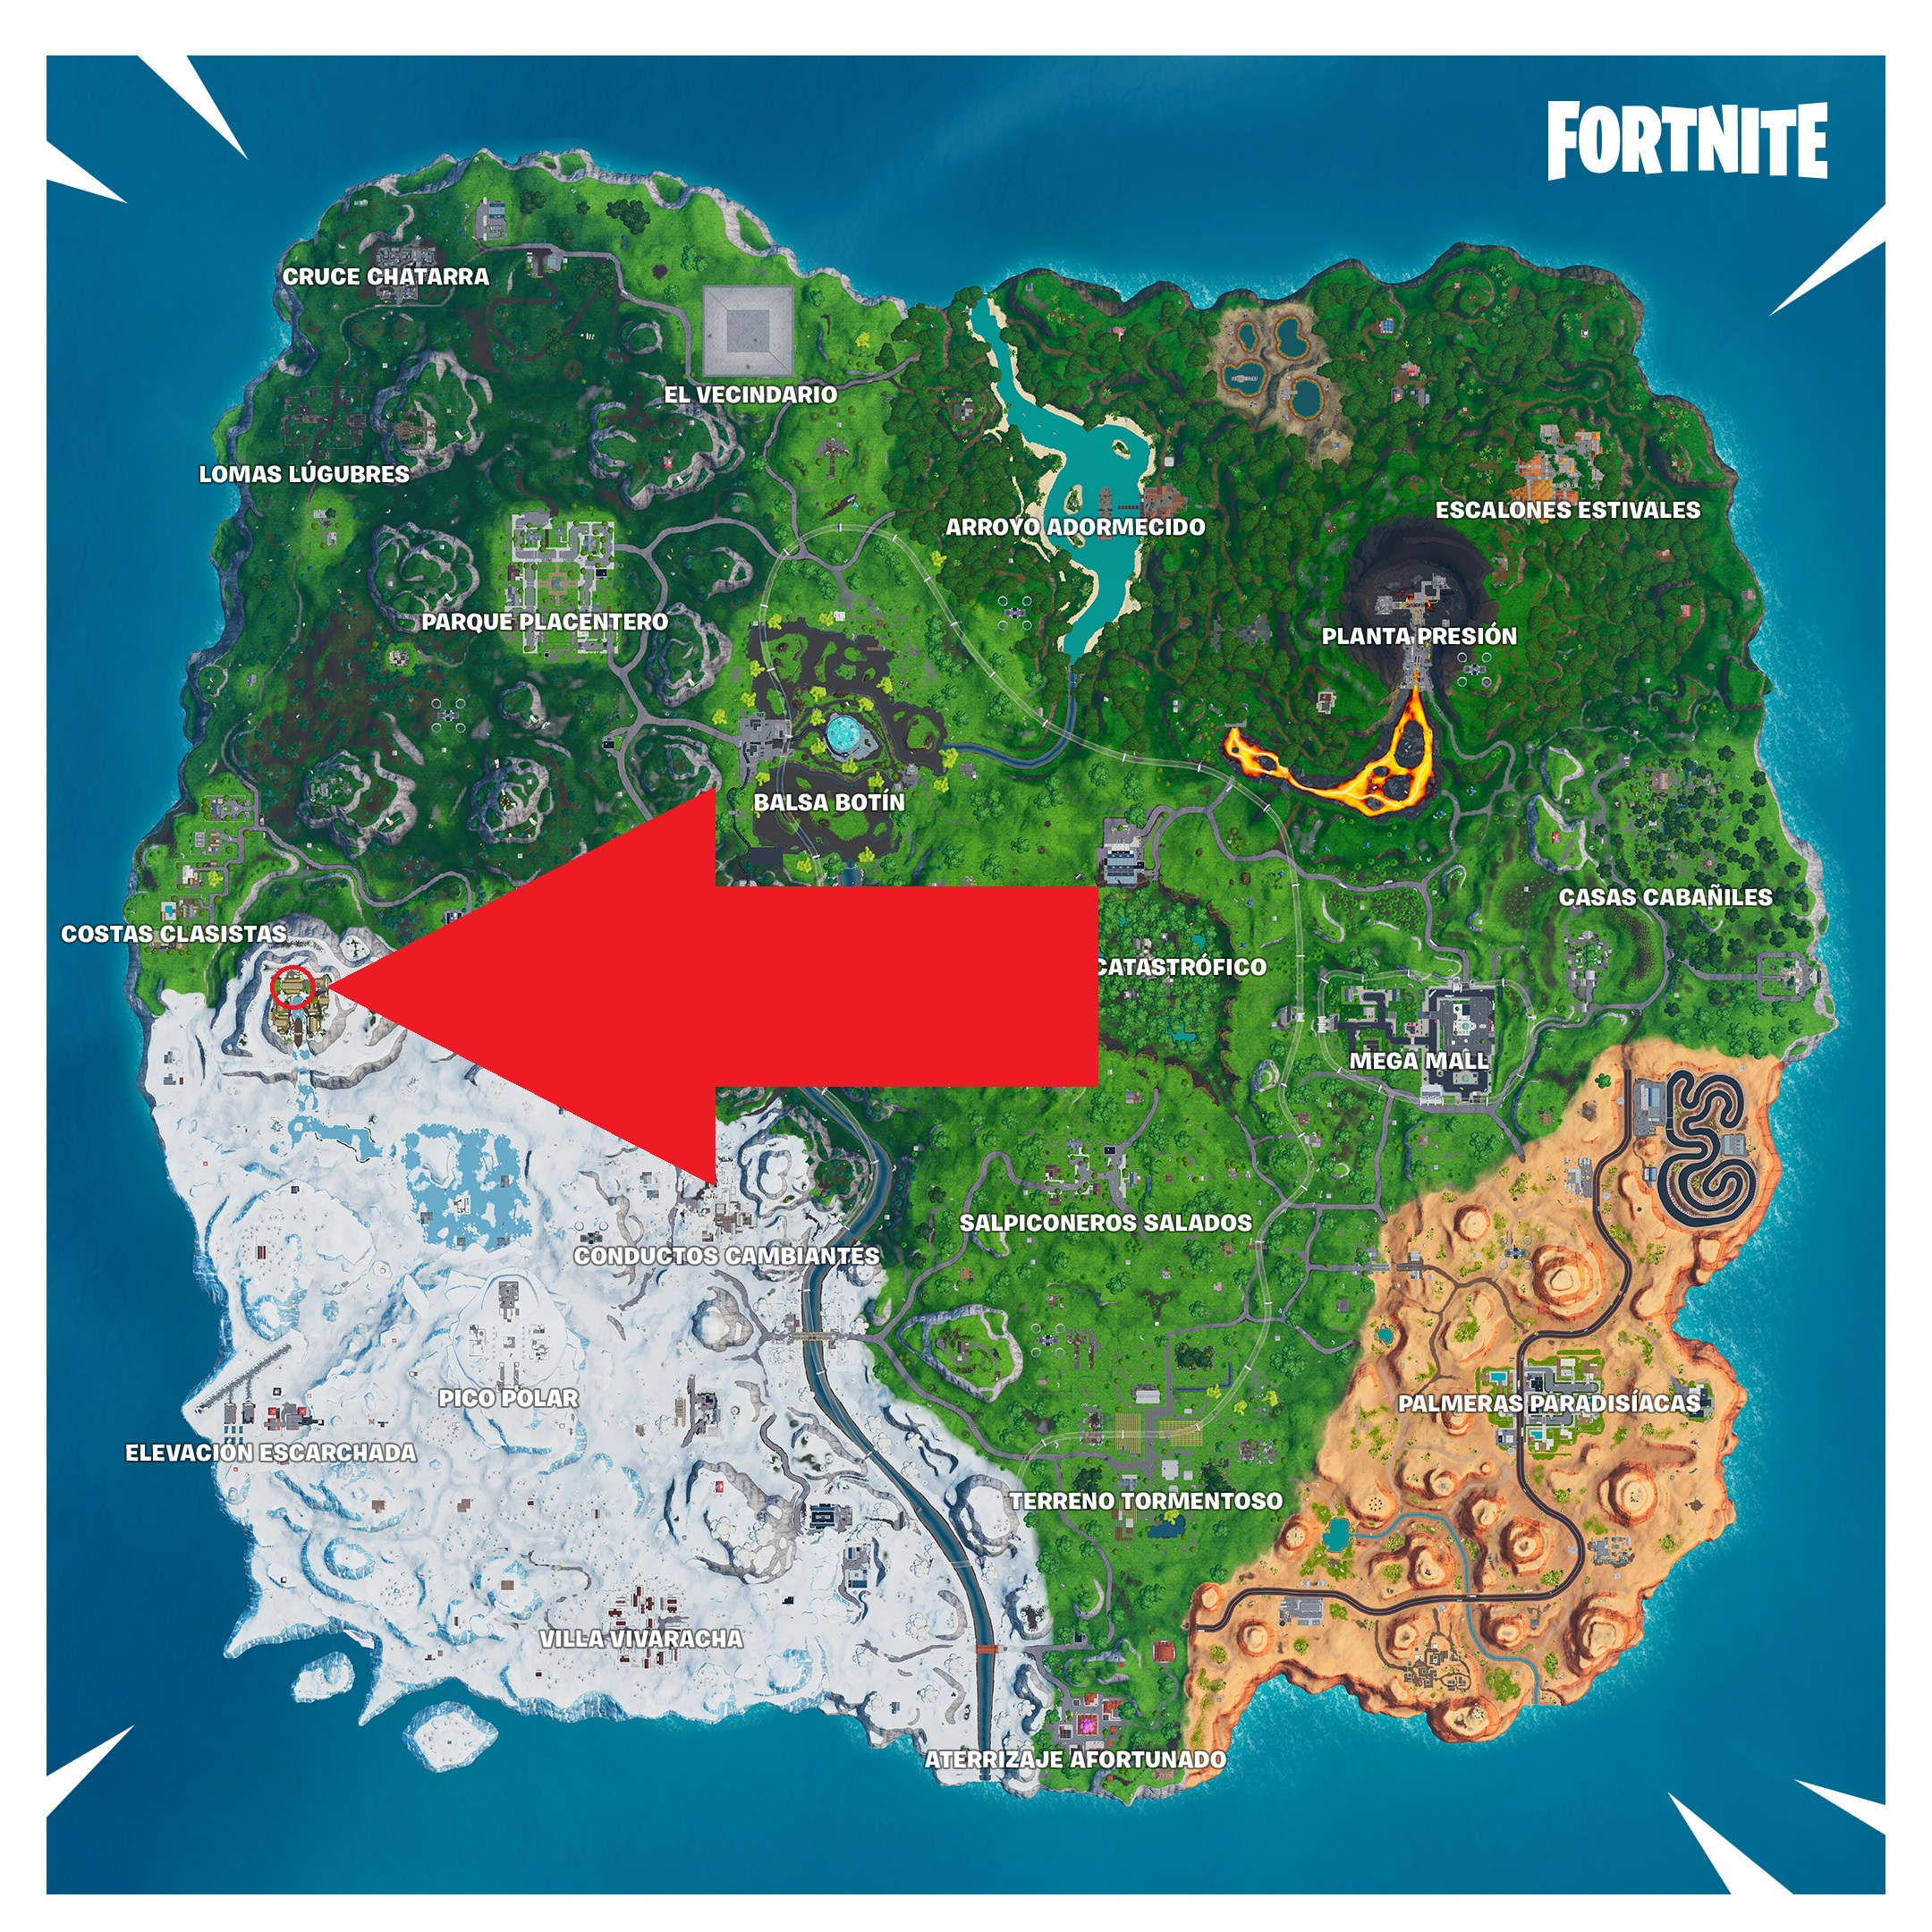 FORTNITE
CRUCE CHATARRA
EL VECINDARIO
LOMAS LÚGUBRES
ARROYO ADORMECIDO
ESCALONES ESTIVALES
PARQUE PLACENTERO
PLANTA PRESIÓN
BALSA BOTÍN
CASAS CABAÑILES
COSTAS CLASISTAS
CATASTRÓFICO
MEGA MALL
SALPICONEROS SALADOS
CONDUCTOS CAMBIANTES
PICO POLAR
PALMERAS PARADISÍACAS
ELEVACIÓN ESCARCHADA
TERRENO TORMENTOSO
VILLA VIVARACHA
ATERRIZAJE AFORTUNADO